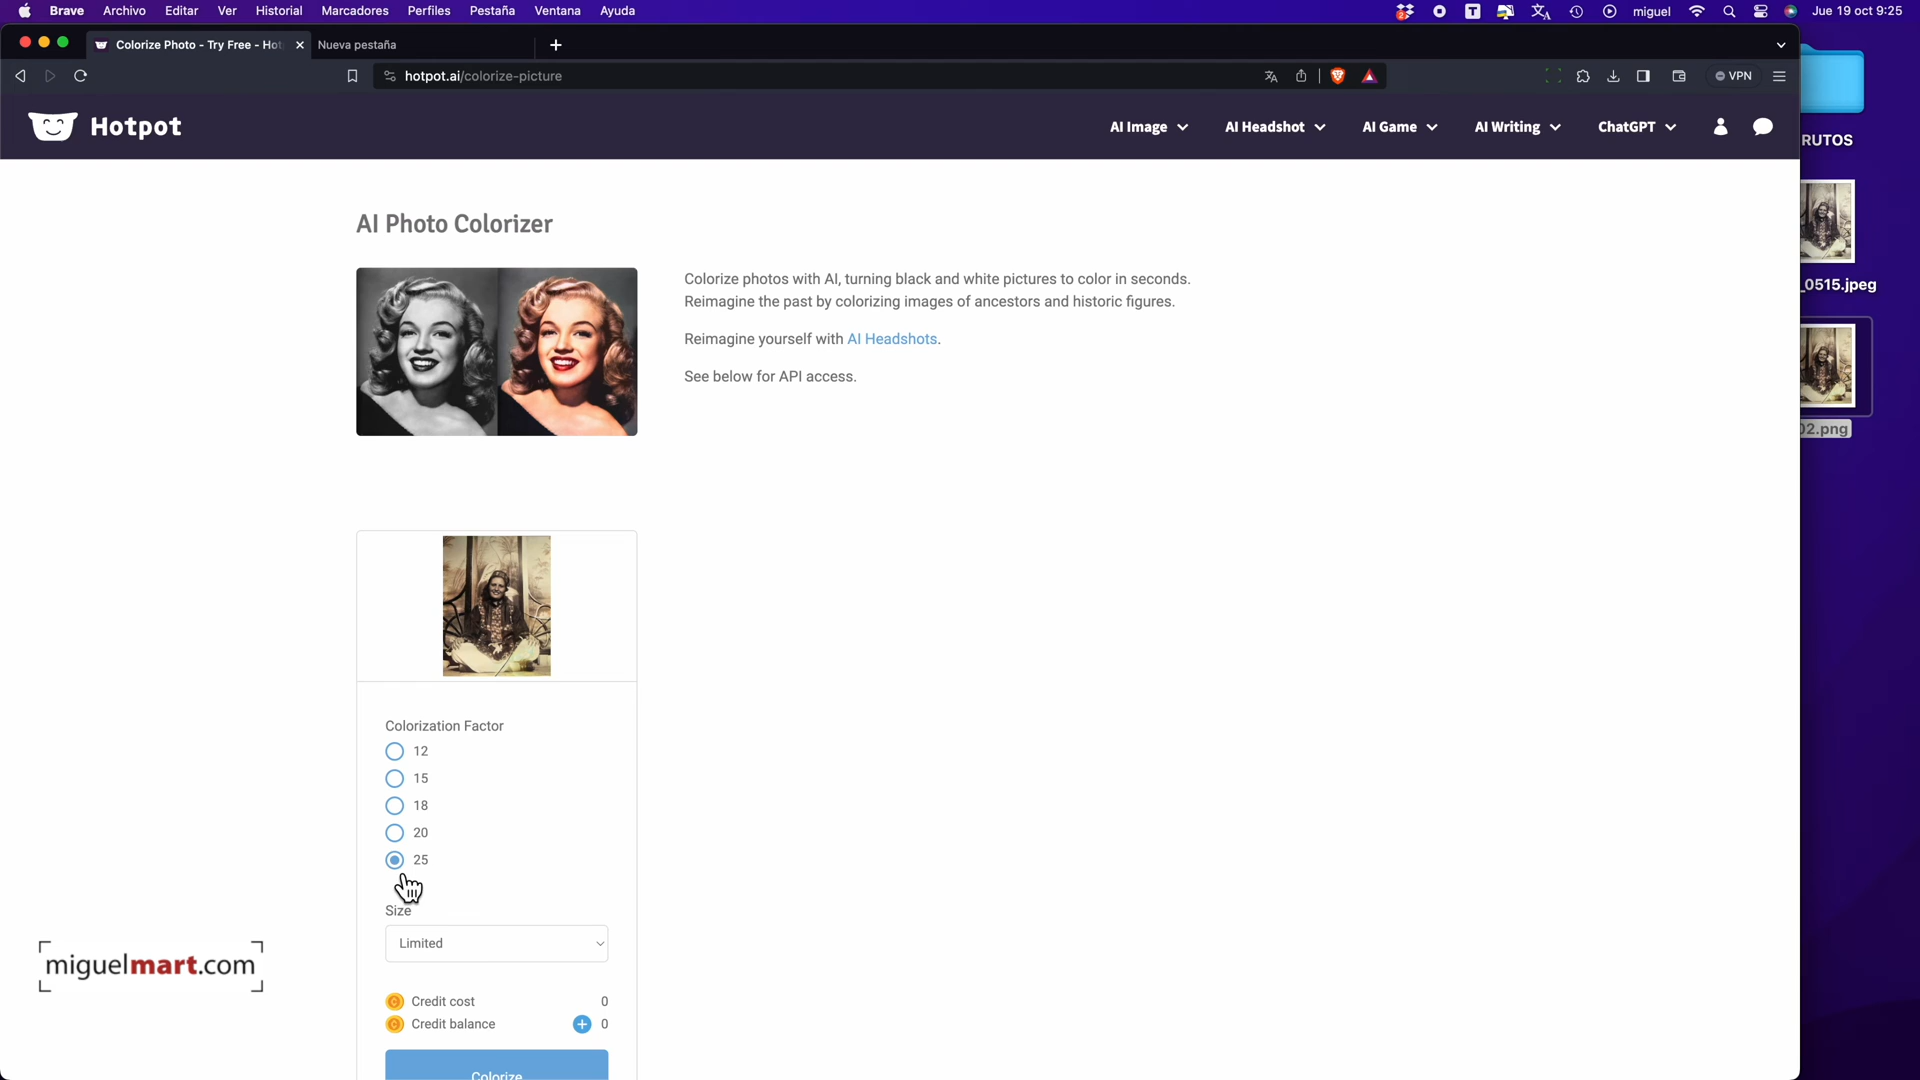 Brave Archivo Editar Ver Historial Marcadores Perfiles Pestaña Ventana Ayuda
miguel Jue 19 oct 9:25
Colorize Photo - Try Free - Hot
Nueva pestaña
hotpot.ai/colorize-picture
VPN
Hotpot
AI Image AI Headshot AI Game AI Writing ChatGPT
RUTOS
_0515.jpeg
02.png
AI Photo Colorizer
Colorize photos with AI, turning black and white pictures to color in seconds.
Reimagine the past by colorizing images of ancestors and historic figures.
Reimagine yourself with AI Headshots.
See below for API access.
Colorization Factor
12
15
18
20
25
Size
Limited
Credit cost 0
Credit balance 0
Colorize
miguelmart.com